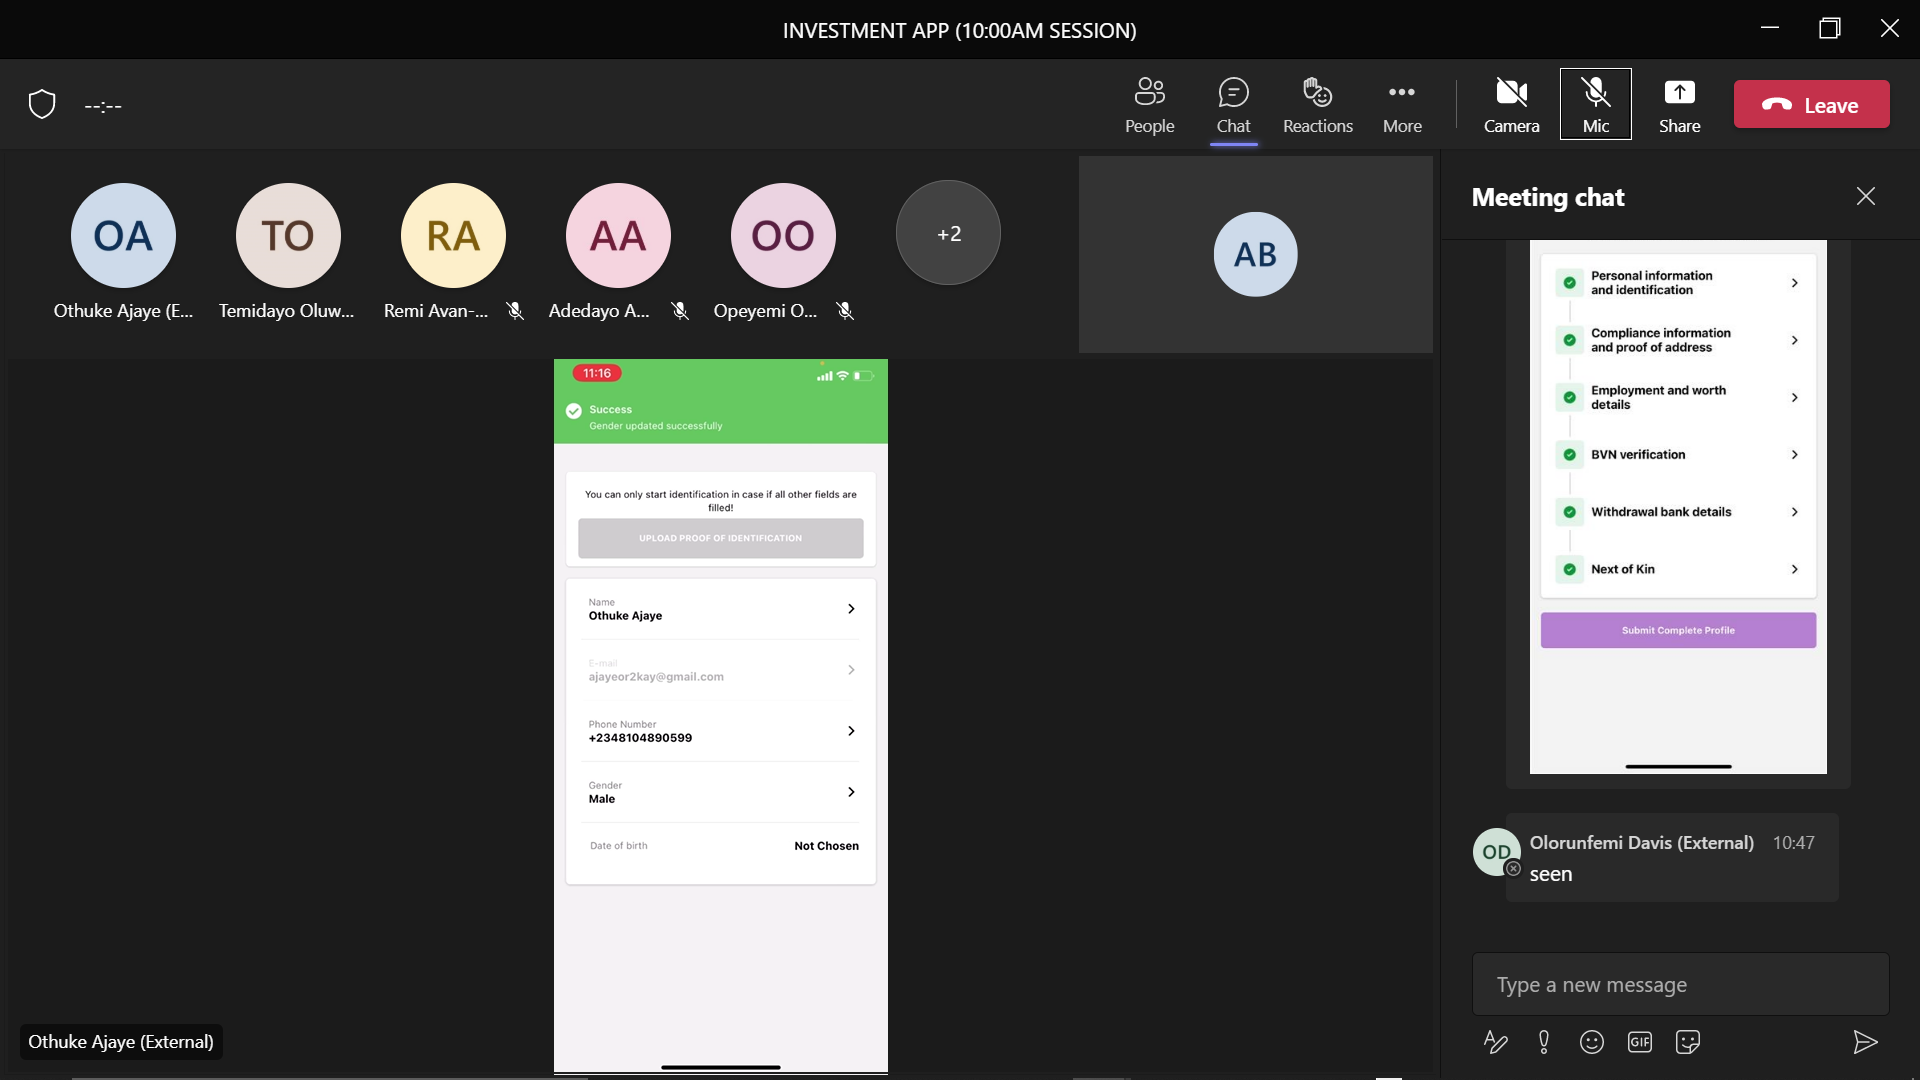 INVESTMENT APP (10:00AM SESSION)
--:--
People
Chat
Reactions
More
Camera
Mic
Share
Leave
OA
TO
RA
AA
OO
+2
AB
Othuke Ajaye (E...
Temidayo Oluw...
Remi Avan-...
Adedayo A...
Opeyemi O...
11:16
Success
Gender updated successfully
You can only start identification in case if all other fields are
filled!
UPLOAD PROOF OF IDENTIFICATION
Name
Othuke Ajaye
E-mail
ajayeor2kay@gmail.com
Phone Number
+2348104890599
Gender
Male
Date of birth
Not Chosen
Othuke Ajaye (External)
Meeting chat
Personal information
and identification
Compliance information
and proof of address
Employment and worth
details
BVN verification
Withdrawal bank details
Next of Kin
Submit Complete Profile
OD
Olorunfemi Davis (External) 10:47
seen
Type a new message
GIF